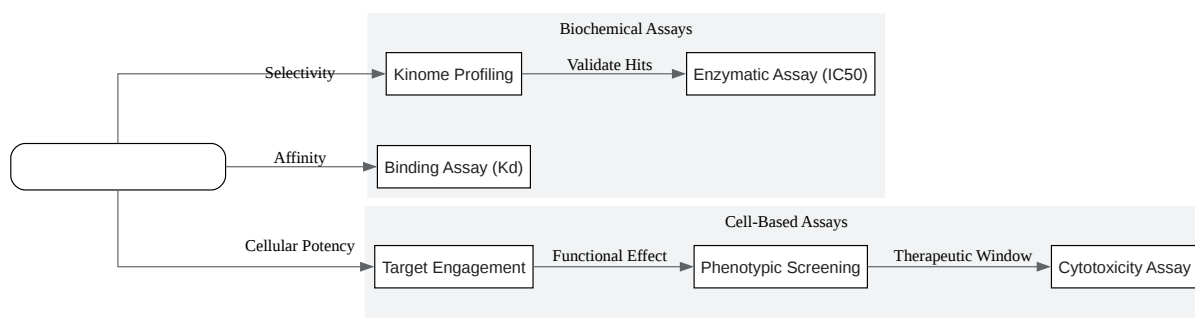 Biochemical Assays
Selectivity
Kinome Profiling
Validate Hits
Enzymatic Assay (IC50)
Affinity
Binding Assay (Kd)
Cell-Based Assays
Cellular Potency
Target Engagement
Functional Effect
Phenotypic Screening
Therapeutic Window
Cytotoxicity Assay